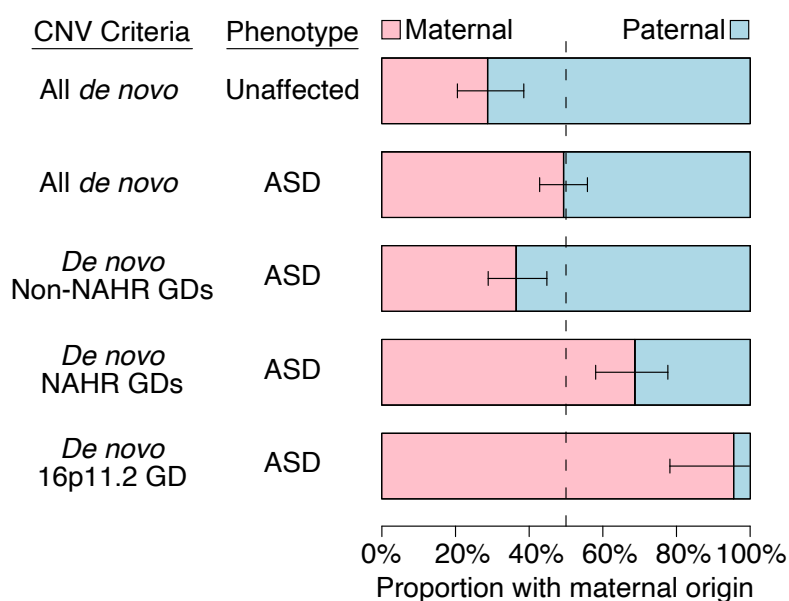 CNV Criteria Phenotype Maternal Paternal
All de novo Unaffected
All de novo ASD
De novo
Non-NAHR GDs ASD
De novo
NAHR GDs ASD
De novo
16p11.2 GD ASD
0% 20% 40% 60% 80% 100%
Proportion with maternal origin